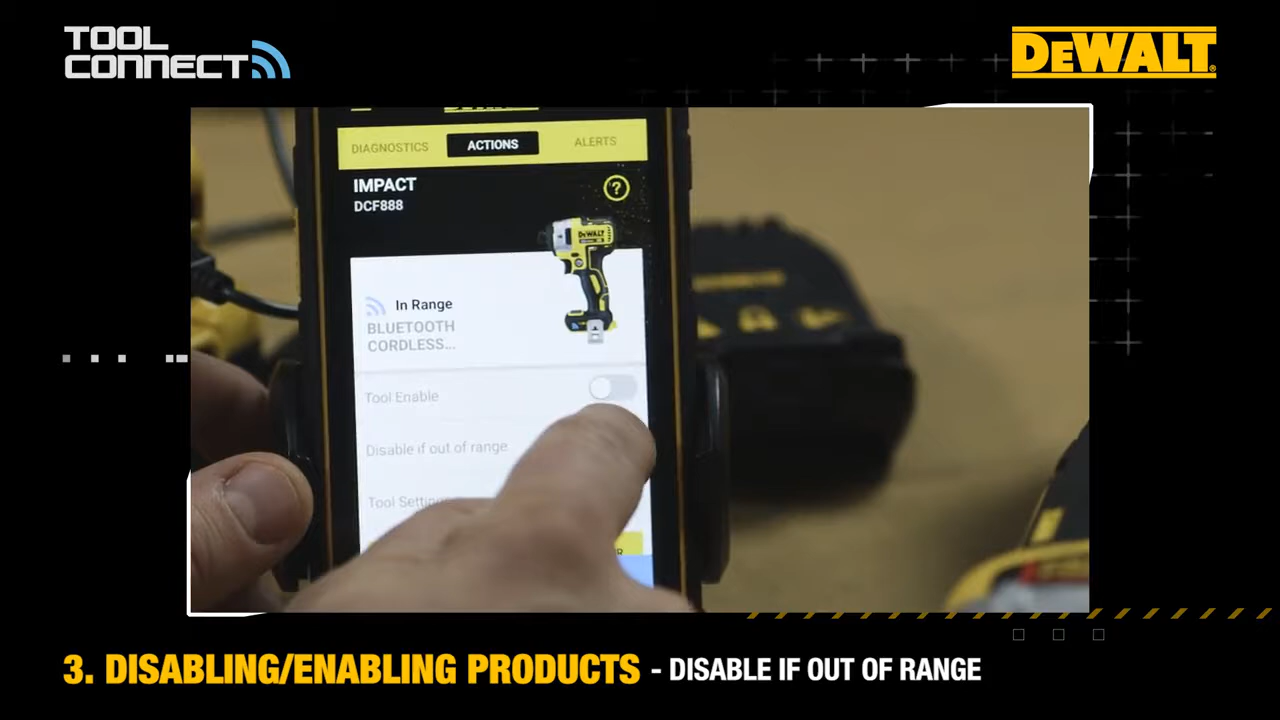 TOOL
CONNECT
DEWALT
DIAGNOSTICS
ACTIONS
ALERTS
IMPACT
DCF888
?
DEWALT
In Range
BLUETOOTH
CORDLESS...
Tool Enable
Disable if out of range
3. DISABLING/ENABLING PRODUCTS - DISABLE IF OUT OF RANGE